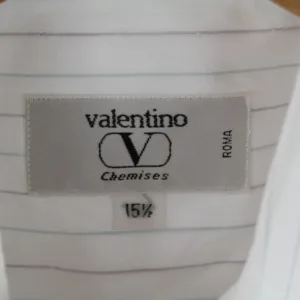 valentino
V
Chemises
ROMA
15½